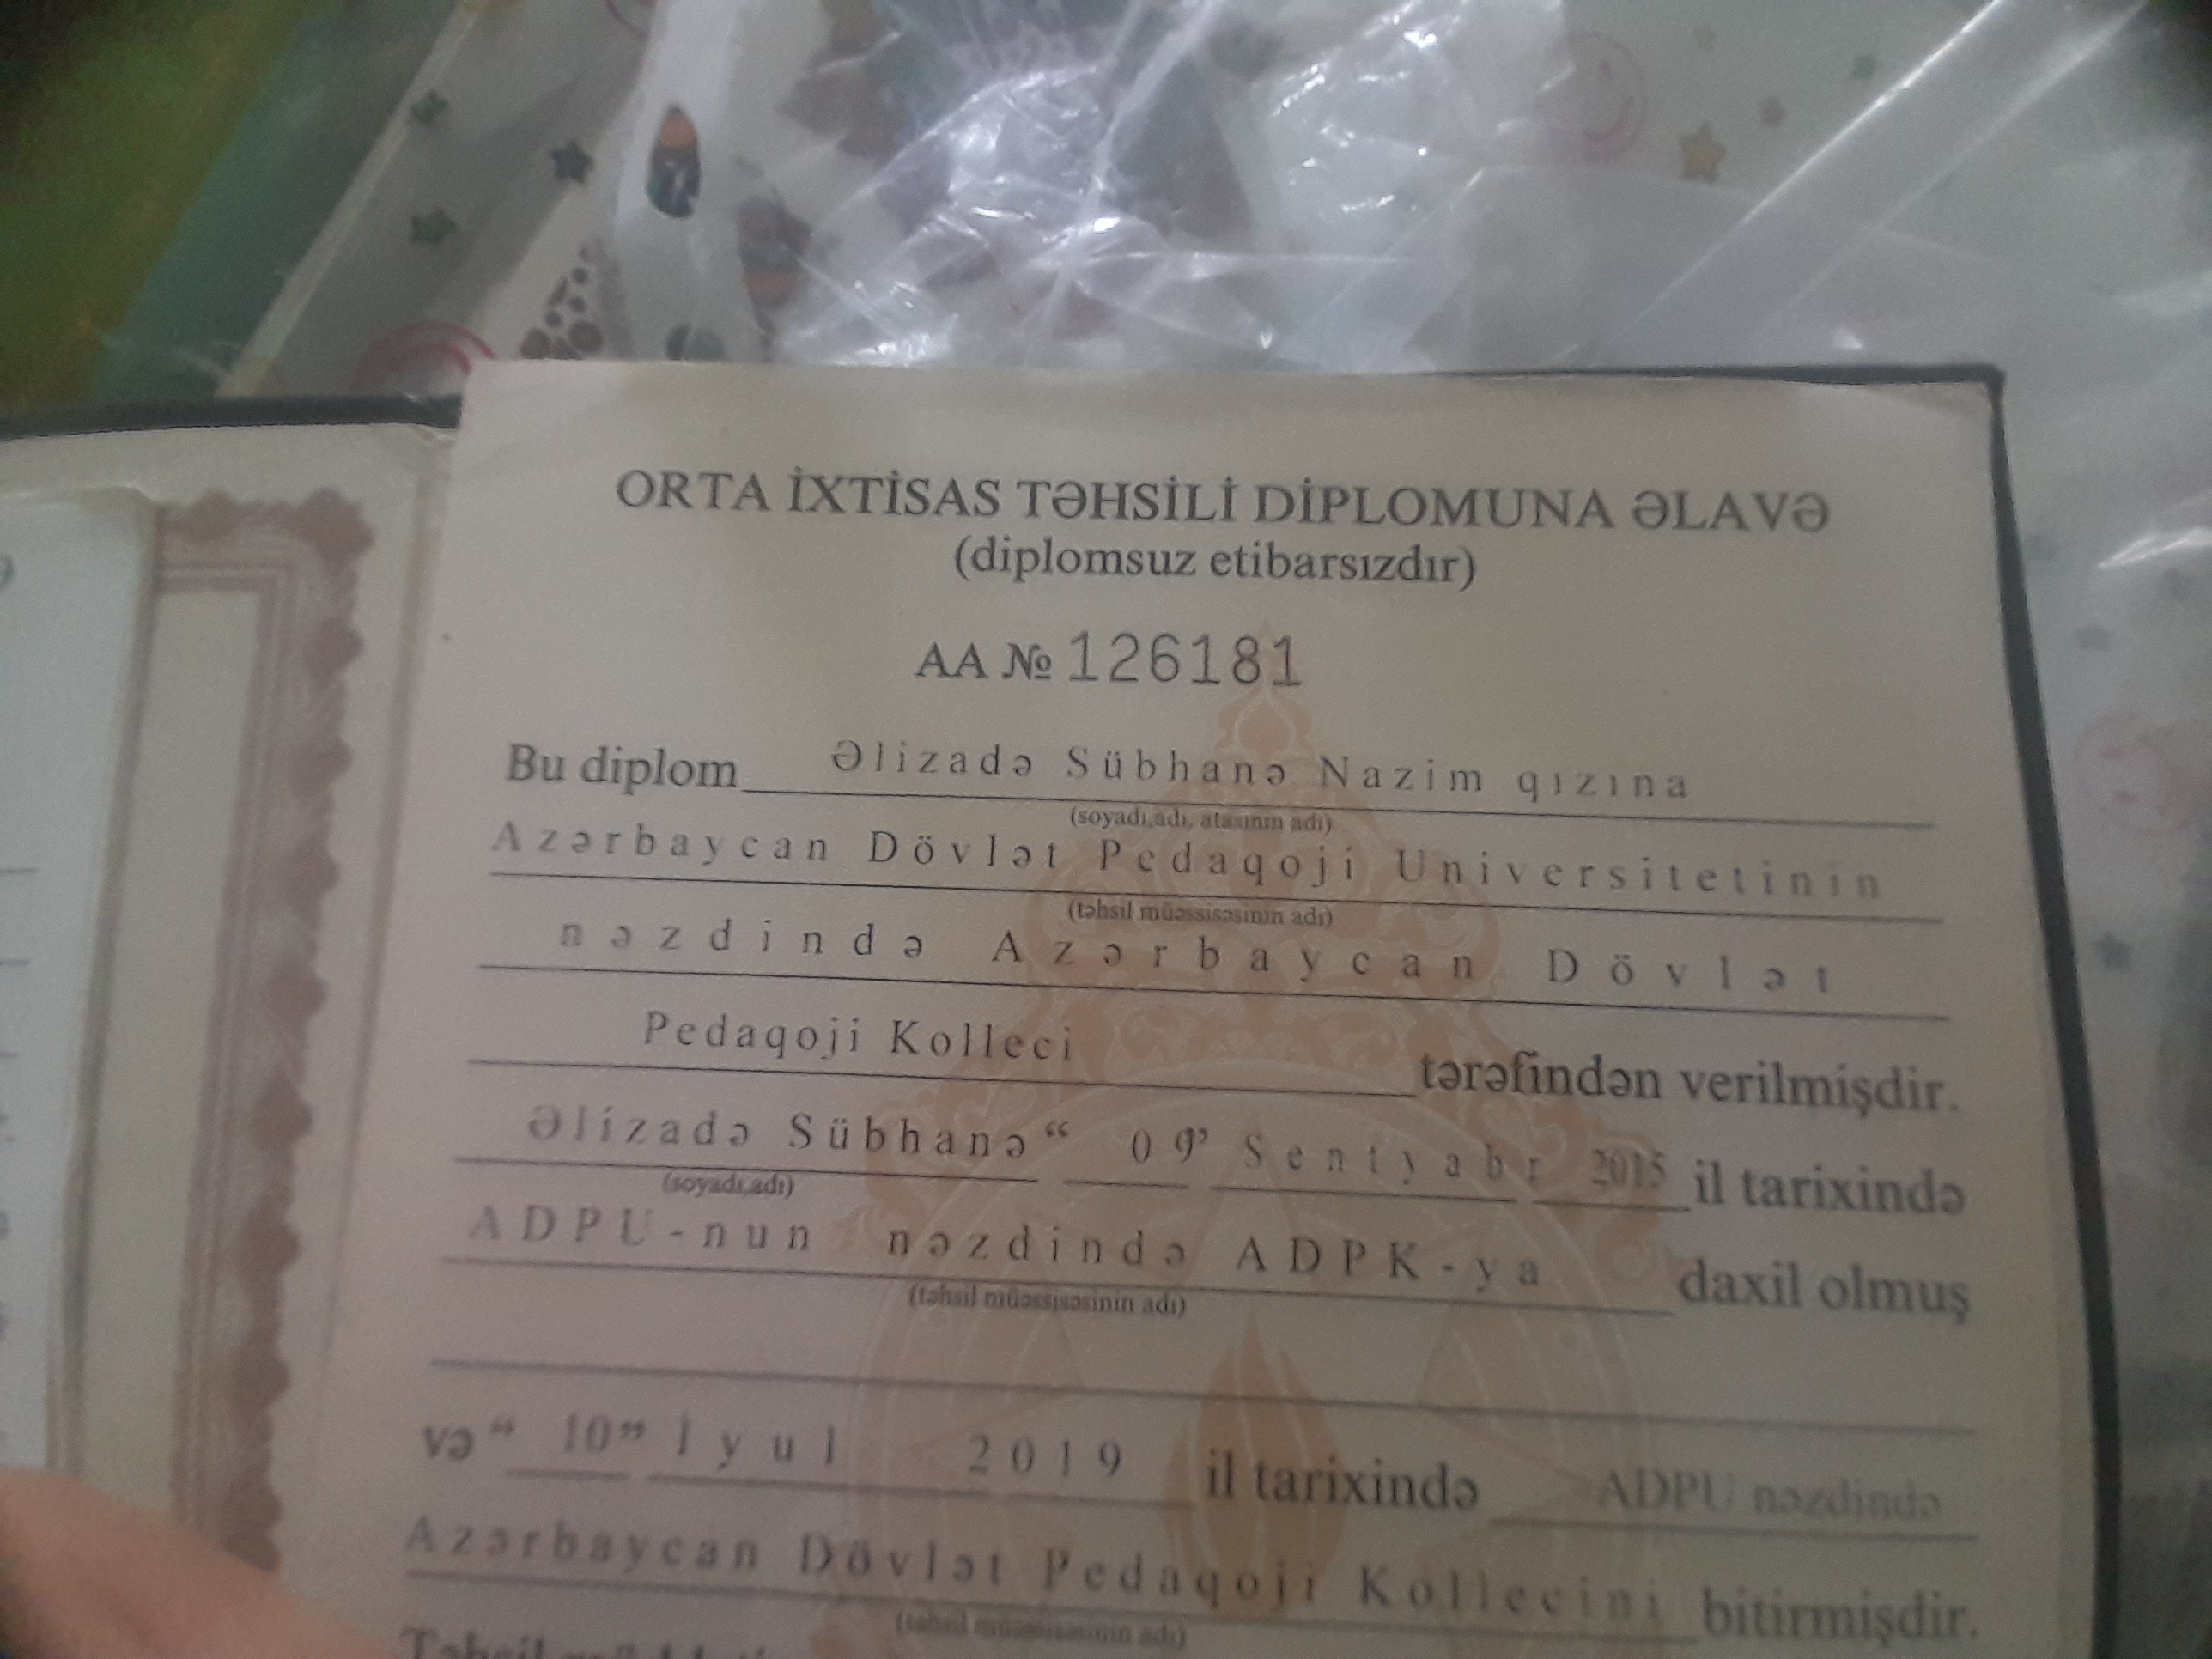 ORTA İXTİSAS TƏHSİLİ DİPLOMUNA ƏLAVƏ
(diplomsuz etibarsızdır)
AA № 126181
Bu diplom Əlizadə Sübhanə Nazim qızına
(soyadı,adı, atasının adı)
Azərbaycan Dövlət Pedaqoji Universitetinin
(təhsil müəssisəsinin adı)
nəzdində Azərbaycan Dövlət
Pedaqoji Kolleci tərəfindən verilmişdir.
Əlizadə Sübhanə “ 09” Sentyabr 2015 il tarixində
(soyadı,adı)
ADPU-nun nəzdində ADPK-ya daxil olmuş
(təhsil müəssisəsinin adı)
və “ 10” İyul 2019 il tarixində ADPU nəzdində
Azərbaycan Dövlət Pedaqoji Kollecini bitirmişdir.
(təhsil müəssisəsinin adı)